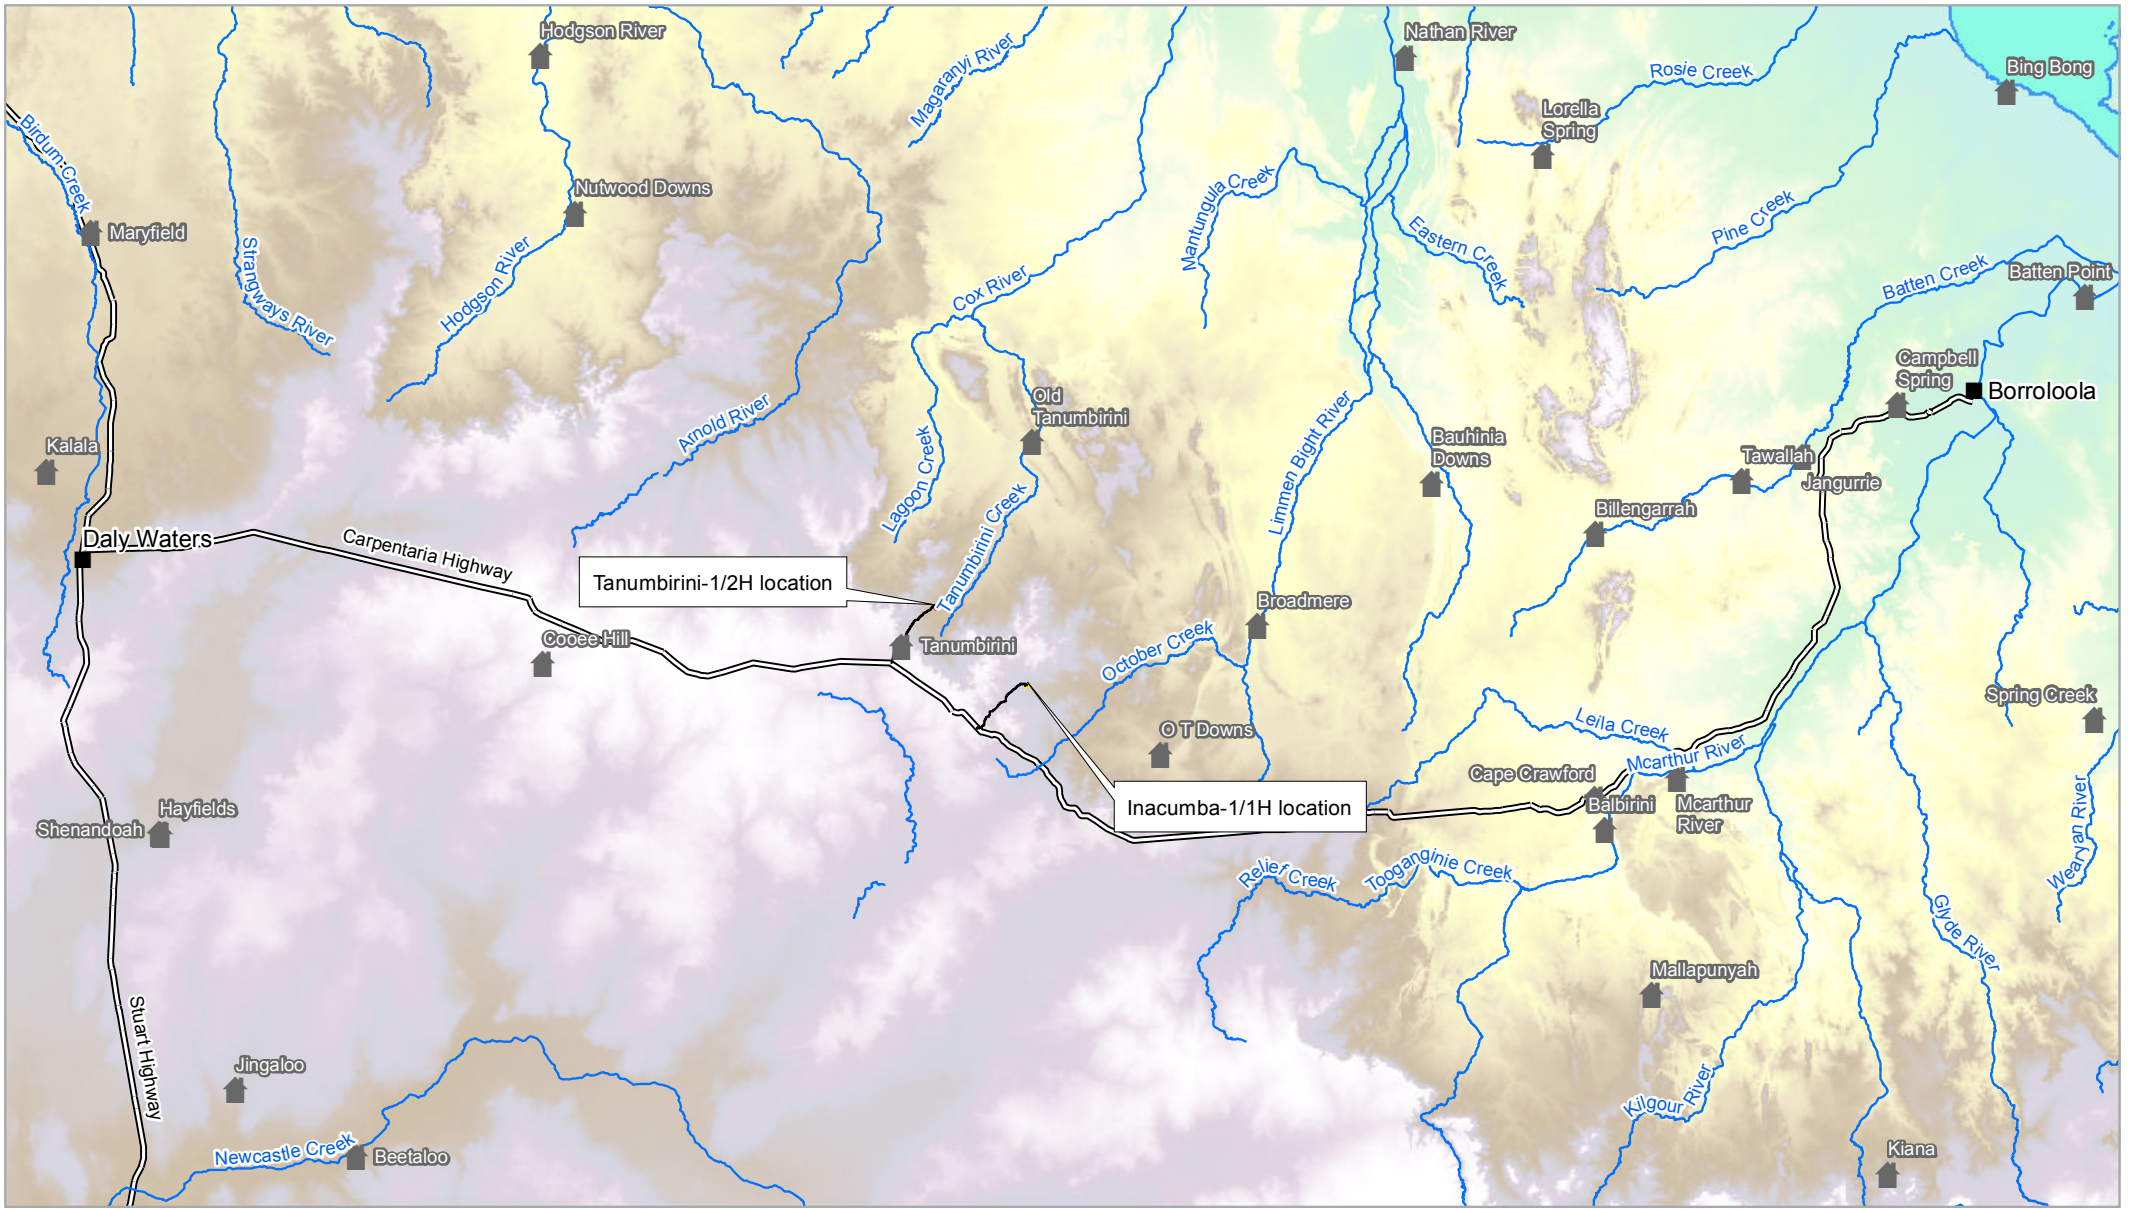 Hodgson River
Nathan River
Magaranyi River
Rosie Creek
Bing Bong
Lorella
Spring
Birdum Creek
Nutwood Downs
Mantungula Creek
Maryfield
Strangways River
Hodgson River
Eastern Creek
Pine Creek
Cox River
Batten Creek
Batten Point
Campbell
Spring
Borroloola
Old
Tanumbirini
Arnold River
Lagoon Creek
Limmen Bight River
Bauhinia
Downs
Kalala
Tawallah
Jangurrie
Billengarrah
Tanumbirini Creek
Daly Waters
Carpentaria Highway
Tanumbirini-1/2H location
Broadmere
Cooee Hill
Tanumbirini
October Creek
Spring Creek
O T Downs
Leila Creek
Mcarthur River
Cape Crawford
Balbirini
Mcarthur
River
Inacumba-1/1H location
Hayfields
Shenandoah
Wearyan River
Relief Creek
Tooganginie Creek
Glyde River
Mallapunyah
Stuart Highway
Jingaloo
Kilgour River
Newcastle Creek
Beetaloo
Kiana